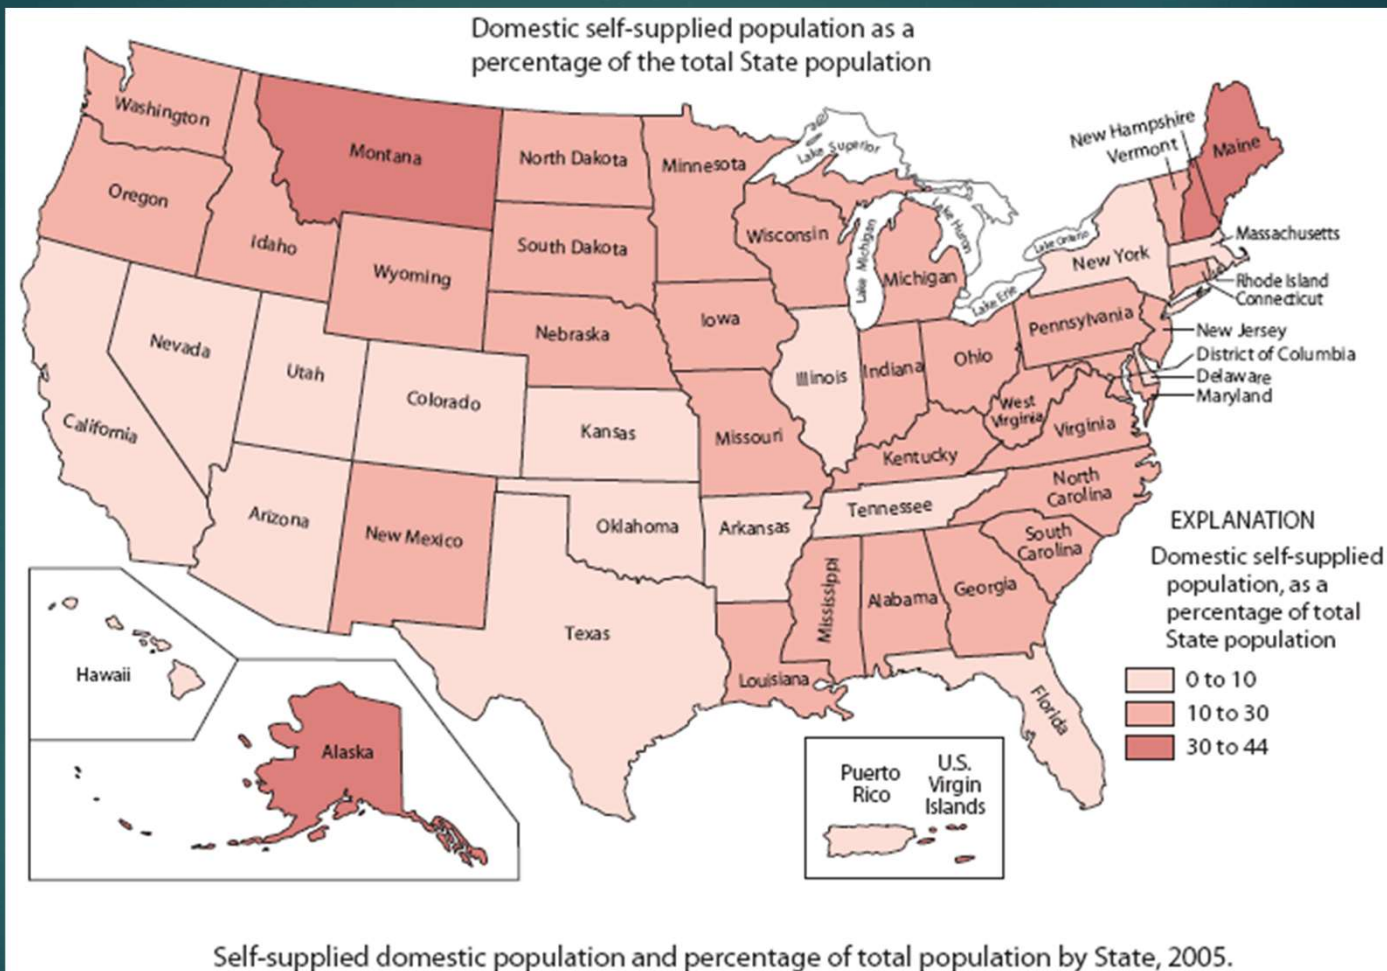 Domestic self-supplied population as a
percentage of the total State population
Washington
Oregon
Idaho
Montana
Wyoming
North Dakota
South Dakota
Nebraska
Minnesota
Iowa
Wisconsin
Lake Superior
Lake Michigan
Lake Huron
Michigan
Lake Erie
Lake Ontario
New Hampshire
Vermont
Maine
Massachusetts
New York
Rhode Island
Connecticut
Pennsylvania
New Jersey
District of Columbia
Delaware
Maryland
Nevada
Utah
Colorado
California
Kansas
Missouri
Illinois
Indiana
Ohio
West
Virginia
Virginia
Kentucky
Arizona
New Mexico
Oklahoma
Arkansas
Tennessee
North
Carolina
South
Carolina
Mississippi
Alabama
Georgia
Texas
Louisiana
Florida
Hawaii
Alaska
Puerto
Rico
U.S.
Virgin
Islands
EXPLANATION
Domestic self-supplied
population, as a
percentage of total
State population
0 to 10
10 to 30
30 to 44
Self-supplied domestic population and percentage of total population by State, 2005.